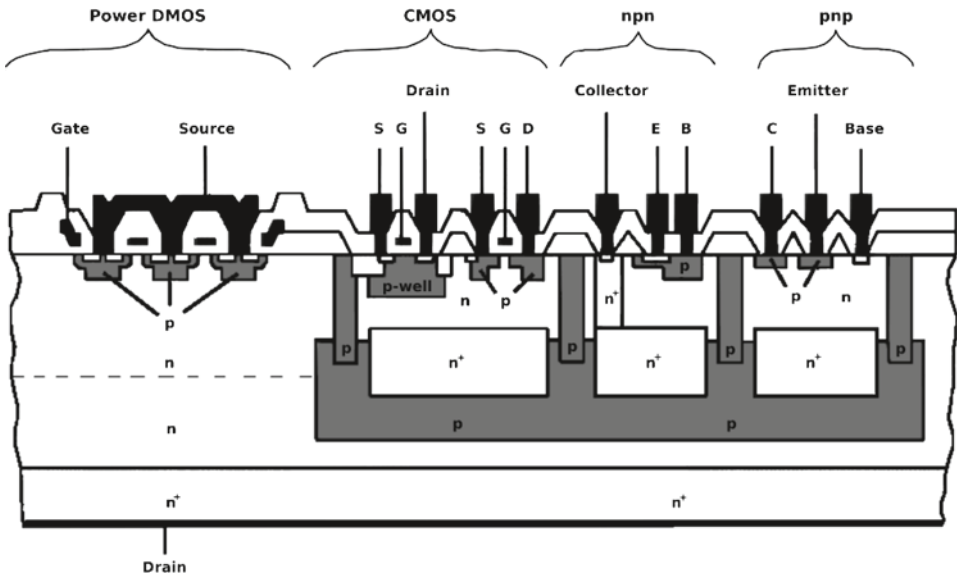 Power DMOS CMOS npn pnp
Drain Collector Emitter
Gate Source S G S G D E B C Base
p
p-well n p n⁺ p n
p n p p p
n⁺ n⁺ n⁺
n p p
n⁺ n⁺
Drain